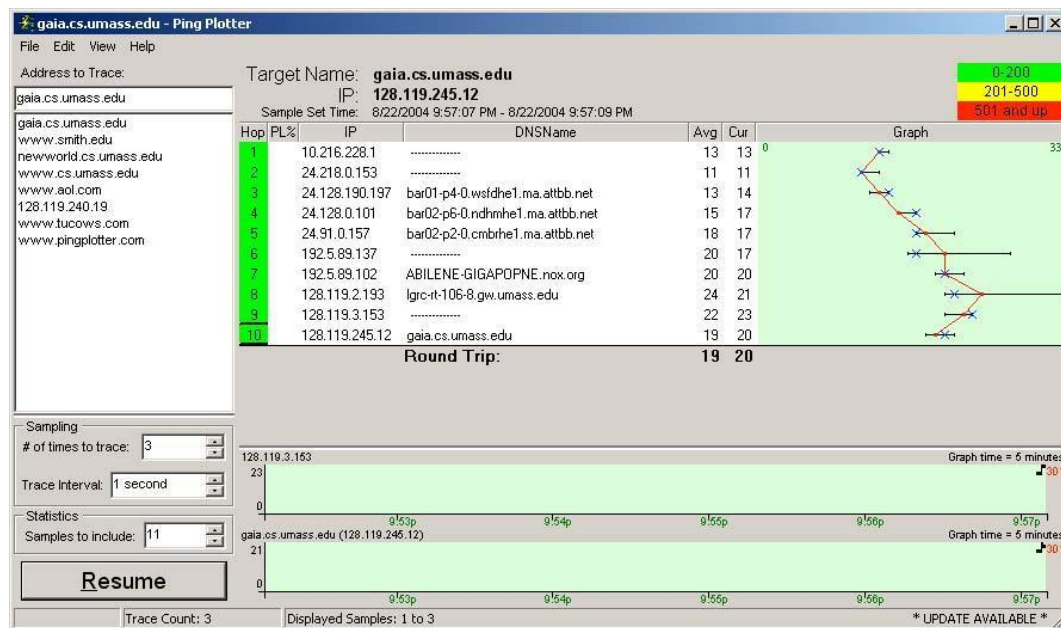 gaia.cs.umass.edu - Ping Plotter
File Edit View Help
Address to Trace:
gaia.cs.umass.edu
gaia.cs.umass.edu
www.smith.edu
newworld.cs.umass.edu
www.cs.umass.edu
www.aol.com
128.119.240.19
www.tucows.com
www.pingplotter.com
Target Name: gaia.cs.umass.edu
IP: 128.119.245.12
Sample Set Time: 8/22/2004 9:57:07 PM - 8/22/2004 9:57:09 PM
0-200
201-500
501 and up
Hop PL% IP DNSName Avg Cur Graph
0 33
1 10.216.228.1 ------------- 13 13
2 24.218.0.153 ------------- 11 11
3 24.128.190.197 bar01-p4-0.wsfdhe1.ma.attbb.net 13 14
4 24.128.0.101 bar02-p6-0.ndhmhe1.ma.attbb.net 15 17
5 24.91.0.157 bar02-p2-0.cmbrhe1.ma.attbb.net 18 17
6 192.5.89.137 ------------- 20 17
7 192.5.89.102 ABILENE-GIGAPOPNE.nox.org 20 20
8 128.119.2.193 lgrc-rt-106-8.gw.umass.edu 24 21
9 128.119.3.153 ------------- 22 23
10 128.119.245.12 gaia.cs.umass.edu 19 20
Round Trip: 19 20
Sampling
# of times to trace: 3
Trace Interval: 1 second
Statistics
Samples to include: 11
Resume
128.119.3.153 Graph time = 5 minutes
23 30
0
9:53p 9:54p 9:55p 9:56p 9:57p
gaia.cs.umass.edu (128.119.245.12) Graph time = 5 minutes
21 30
0
9:53p 9:54p 9:55p 9:56p 9:57p
Trace Count: 3 Displayed Samples: 1 to 3 * UPDATE AVAILABLE *